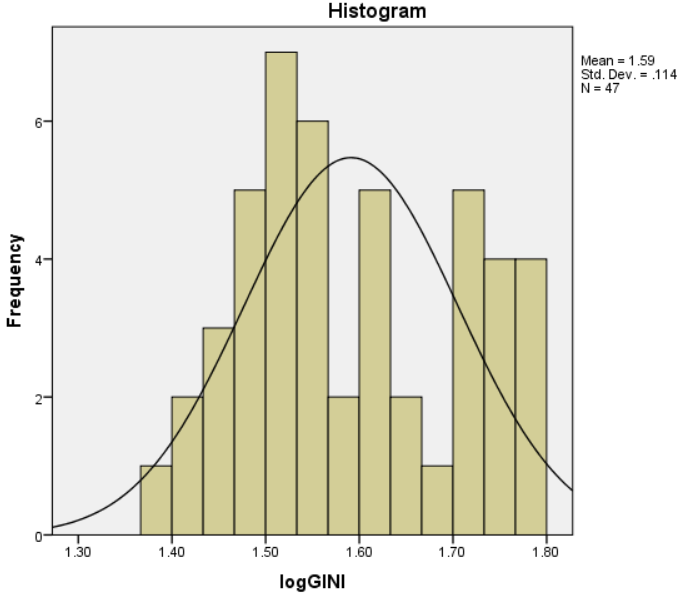 Histogram
Mean = 1.59
Std. Dev. = .114
N = 47
Frequency
6
4
2
0
1.30 1.40 1.50 1.60 1.70 1.80
logGINI